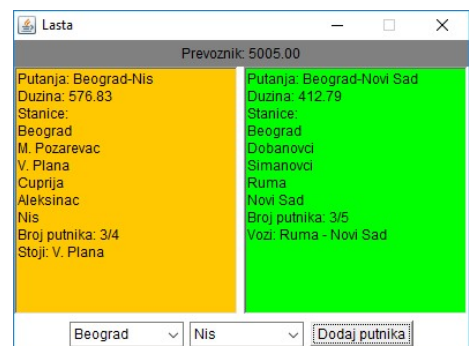 Lasta
Prevoznik: 5005.00
Putanja: Beograd-Nis
Duzina: 576.83
Stanice:
Beograd
M. Pozarevac
V. Plana
Cuprija
Aleksinac
Nis
Broj putnika: 3/4
Stoji: V. Plana
Putanja: Beograd-Novi Sad
Duzina: 412.79
Stanice:
Beograd
Dobanovci
Simanovci
Ruma
Novi Sad
Broj putnika: 3/5
Vozi: Ruma - Novi Sad
Beograd Nis Dodaj putnika